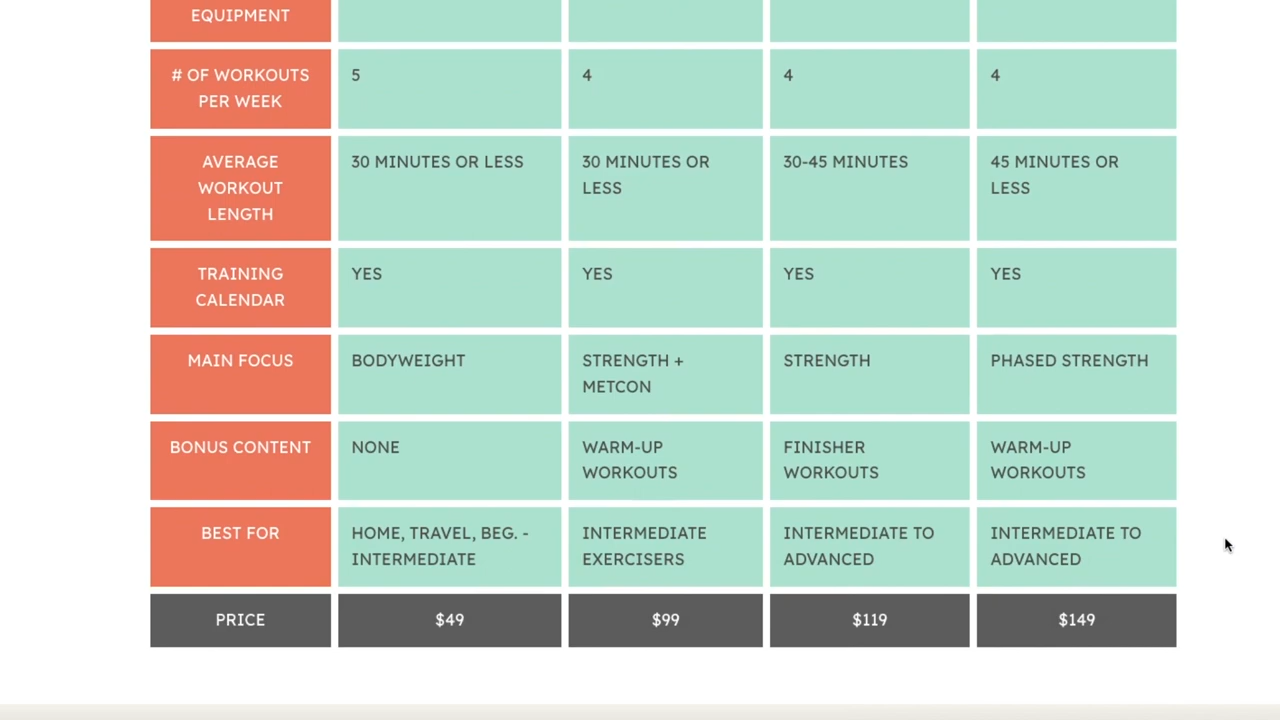 EQUIPMENT
# OF WORKOUTS PER WEEK
5
4
4
4
AVERAGE WORKOUT LENGTH
30 MINUTES OR LESS
30 MINUTES OR LESS
30-45 MINUTES
45 MINUTES OR LESS
TRAINING CALENDAR
YES
YES
YES
YES
MAIN FOCUS
BODYWEIGHT
STRENGTH + METCON
STRENGTH
PHASED STRENGTH
BONUS CONTENT
NONE
WARM-UP WORKOUTS
FINISHER WORKOUTS
WARM-UP WORKOUTS
BEST FOR
HOME, TRAVEL, BEG. - INTERMEDIATE
INTERMEDIATE EXERCISERS
INTERMEDIATE TO ADVANCED
INTERMEDIATE TO ADVANCED
PRICE
$49
$99
$119
$149